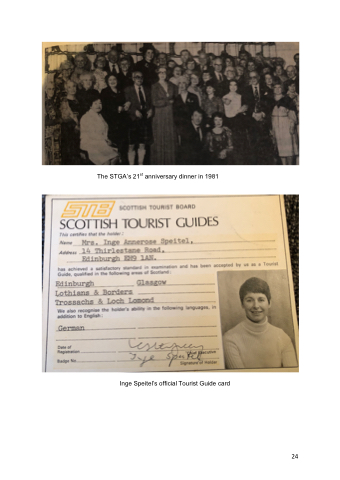 The STGA's 21st anniversary dinner in 1981
STB SCOTTISH TOURIST BOARD
SCOTTISH TOURIST GUIDES
This certifies that the holder:
Name Mrs. Inge Annerose Speitel,
Address 14 Thirlestane Road,
Edinburgh EH9 1AN.
has achieved a satisfactory standard in examination and has been accepted by us as a Tourist
Guide, qualified in the following areas of Scotland:
Edinburgh Glasgow
Lothians & Borders
Trossachs & Loch Lomond
We also recognise the holder's ability in the following languages, in
addition to English:
German
Date of
Registration
Chief Executive
Badge No. Inge Speitel
Signature of Holder
Inge Speitel's official Tourist Guide card
24